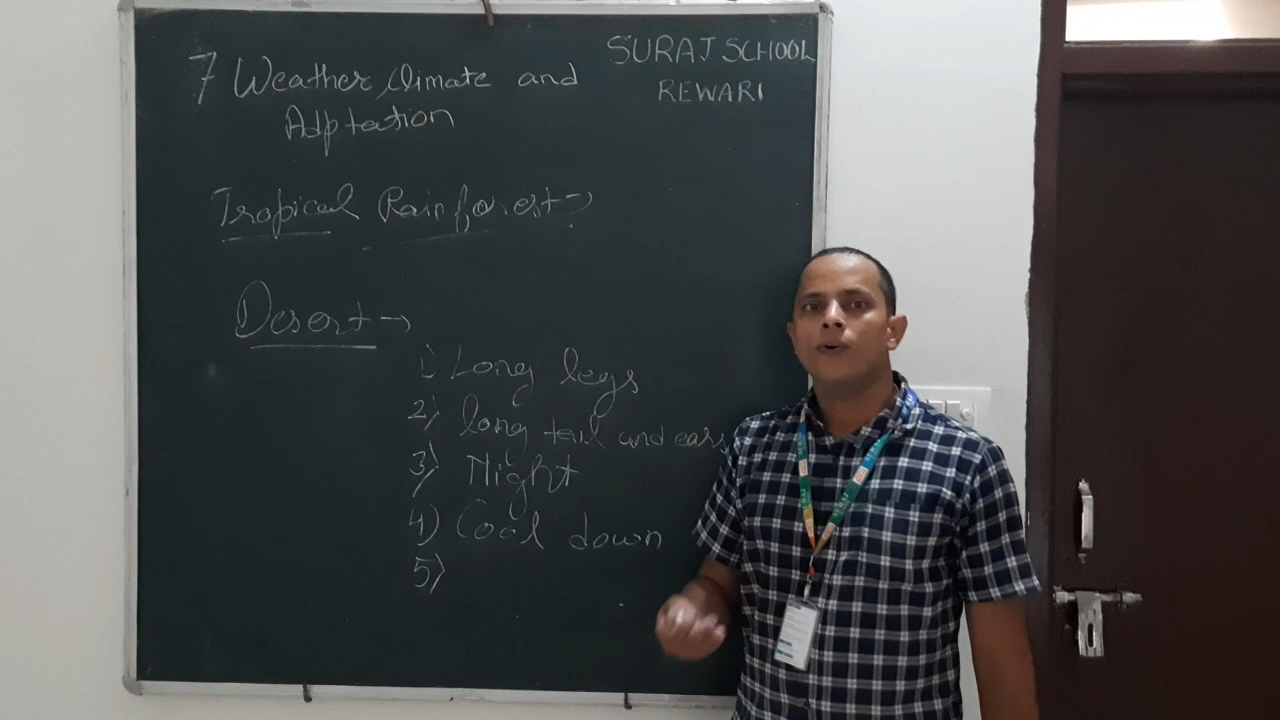 7 Weather, Climate and
Adptation
SURAJ SCHOOL
REWARI
Tropical Rainforest →
Desert →
1) Long legs
2) long tail and ears
3) Night
4) Cool down
5)